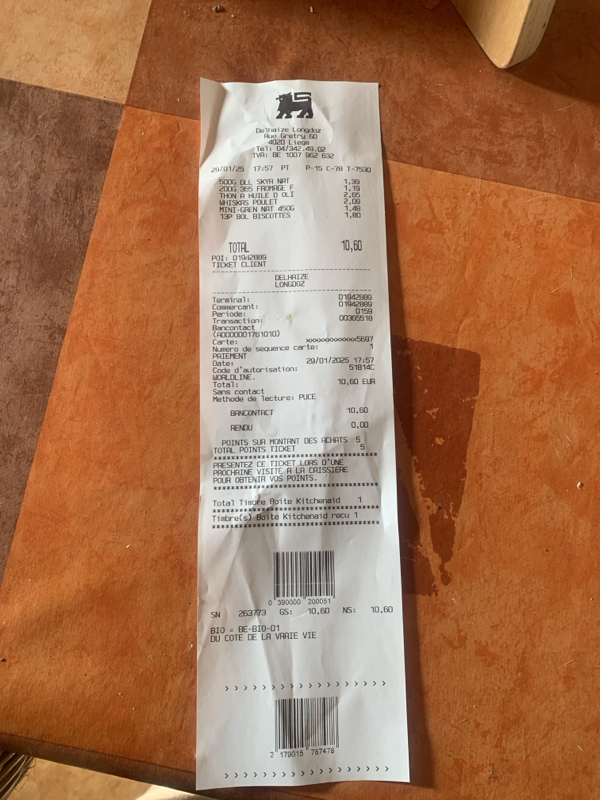 Delhaize Longdoz
Rue Gretry 60
4020 Liege
Tel: 04/342.49.02
TVA: BE 1007 962 632
29/01/25 17:57 PT P-15 C-78 T-7530
500G DLL SKYR NAT 1,39
200G 365 FROMAGE F 1,19
THON A HUILE D OLI 2,65
WHISKAS POULET 2,09
MINI-GREN NAT 450G 1,48
13P BOL BISCOTTES 1,80
TOTAL 10,60
POI: 01942889
TICKET CLIENT
DELHAIZE
LONGDOZ
Terminal: 01942889
Commercant: 01942889
Periode: 0159
Transaction: 00365518
Bancontact
(A0000001761010)
Carte: xxxxxxxxxxxxx5697
Numero de sequence carte: 1
PAIEMENT
Date: 29/01/2025 17:57
Code d'autorisation: 51814C
WORLDLINE.
Total: 10,60 EUR
Sans contact
Methode de lecture: PUCE
BANCONTACT 10,60
RENDU 0,00
POINTS SUR MONTANT DES ACHATS 5
TOTAL POINTS TICKET 5
PRESENTEZ CE TICKET LORS D'UNE
PROCHAINE VISITE A LA CAISSIERE
POUR OBTENIR VOS POINTS.
Total Timbre Boite Kitchenaid 1
Timbre(s) Boite Kitchenaid recu 1
0 390000 200051
SN 263773 GS: 10,60 NS: 10,60
BIO = BE-BIO-01
DU COTE DE LA VRAIE VIE
2 179015 787478